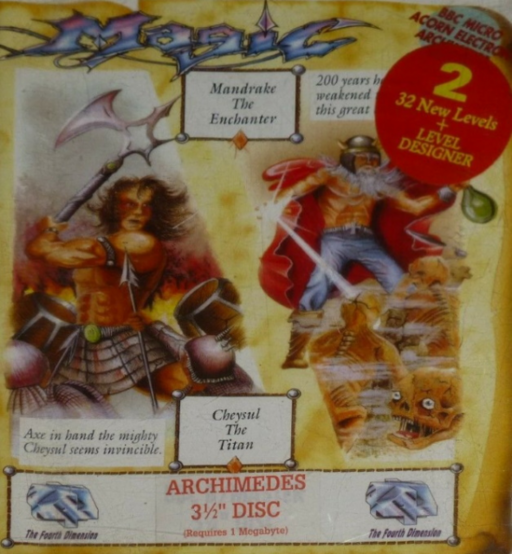 Magic
BBC MICRO
ACORN ELECTRO
2
32 New Levels
+
LEVEL
DESIGNER
Mandrake
The
Enchanter
200 years
weakened
this great
Cheysul
The
Titan
Axe in hand the mighty
Cheysul seems invincible.
ARCHIMEDES
3½" DISC
(Requires 1 Megabyte)
The Fourth Dimension
The Fourth Dimension